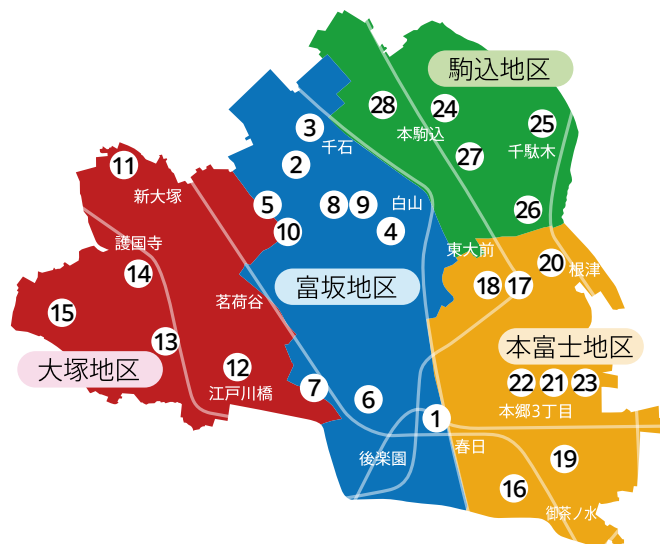 駒込地区
28
24
25
3
本駒込
千石
27
千駄木
11
2
新大塚
5
8
9
白山
26
10
4
護国寺
東大前
20
根津
14
18
17
富坂地区
茗荷谷
15
13
本富士地区
大塚地区
12
22
21
23
7
江戸川橋
6
本郷3丁目
1
春日
後楽園
19
16
御茶ノ水